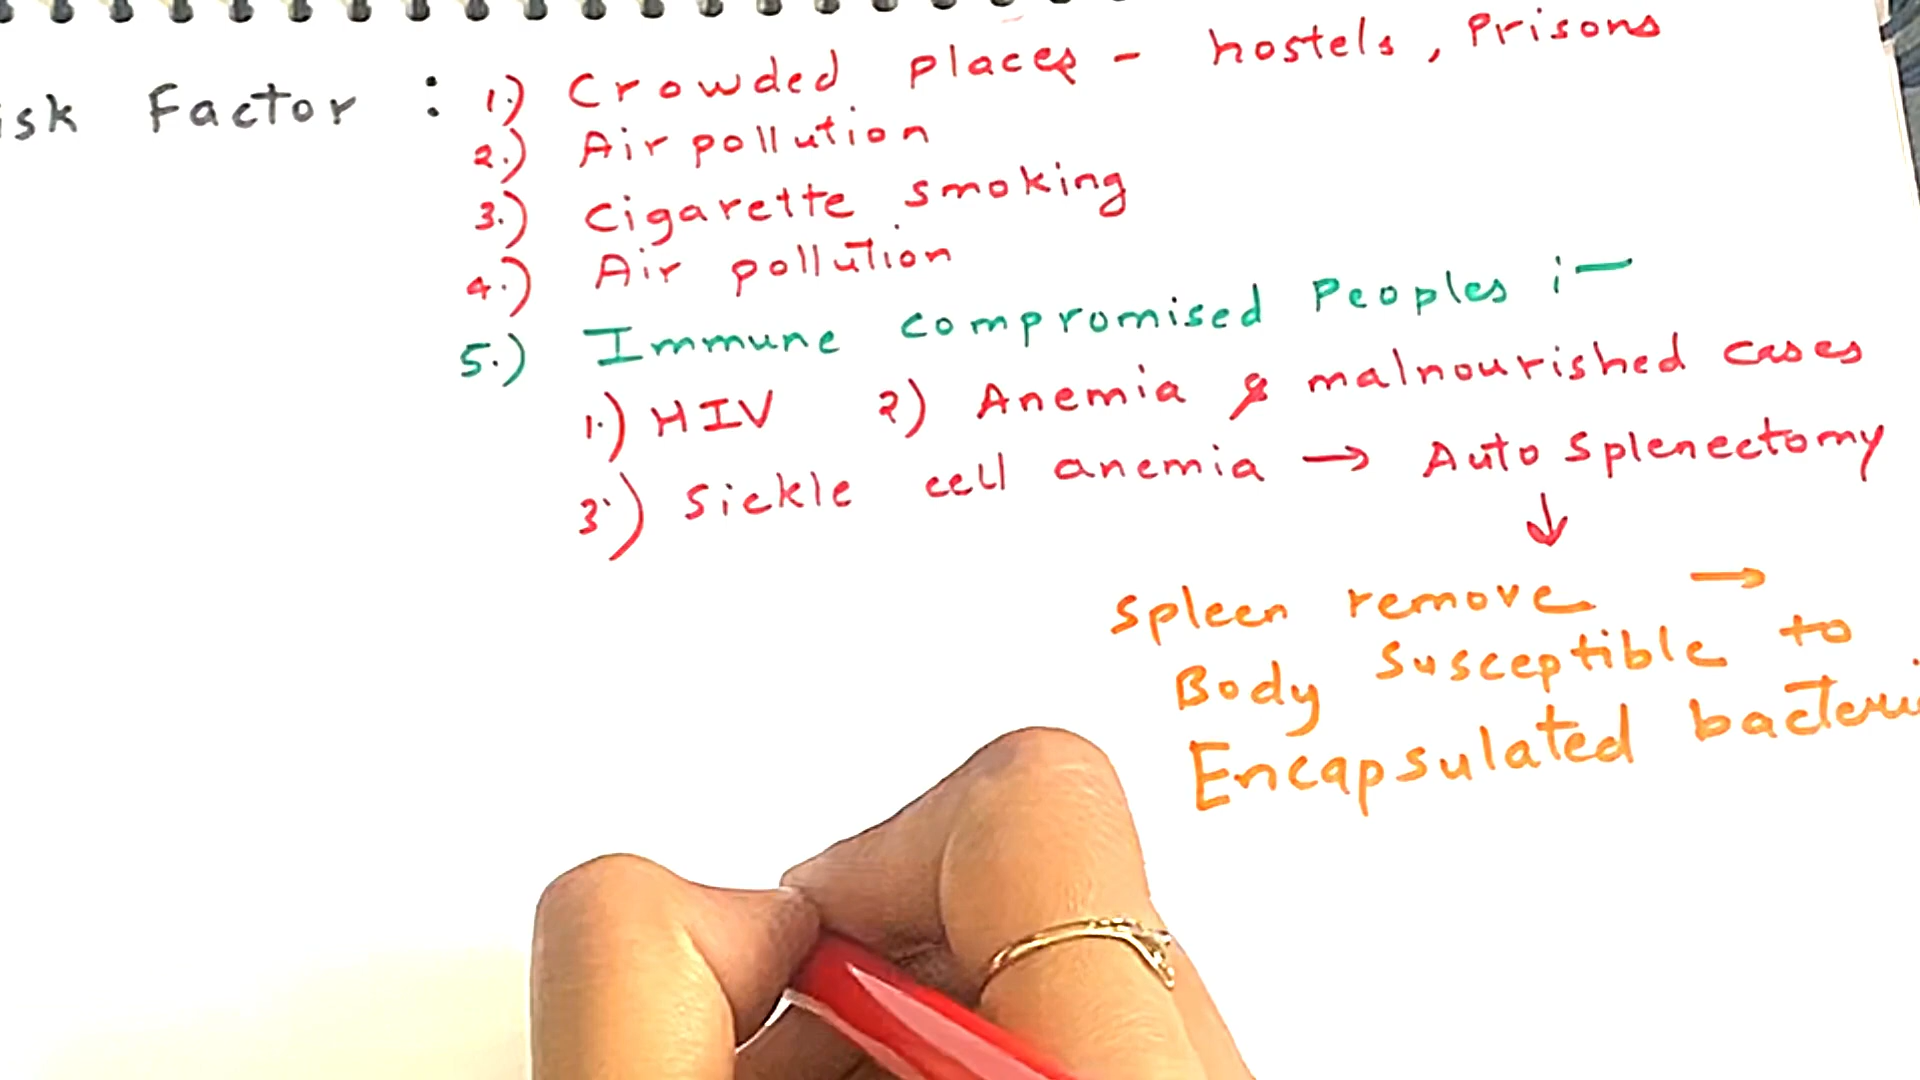 isk Factor : 1.) Crowded places - hostels, Prisons
2.) Air pollution
3.) Cigarette smoking
4.) Air pollution
5.) Immune compromised Peoples :-
1.) HIV 2) Anemia & malnourished cases
3.) Sickle cell anemia → Auto splenectomy
↓
Spleen remove →
Body susceptible to
Encapsulated bacteri